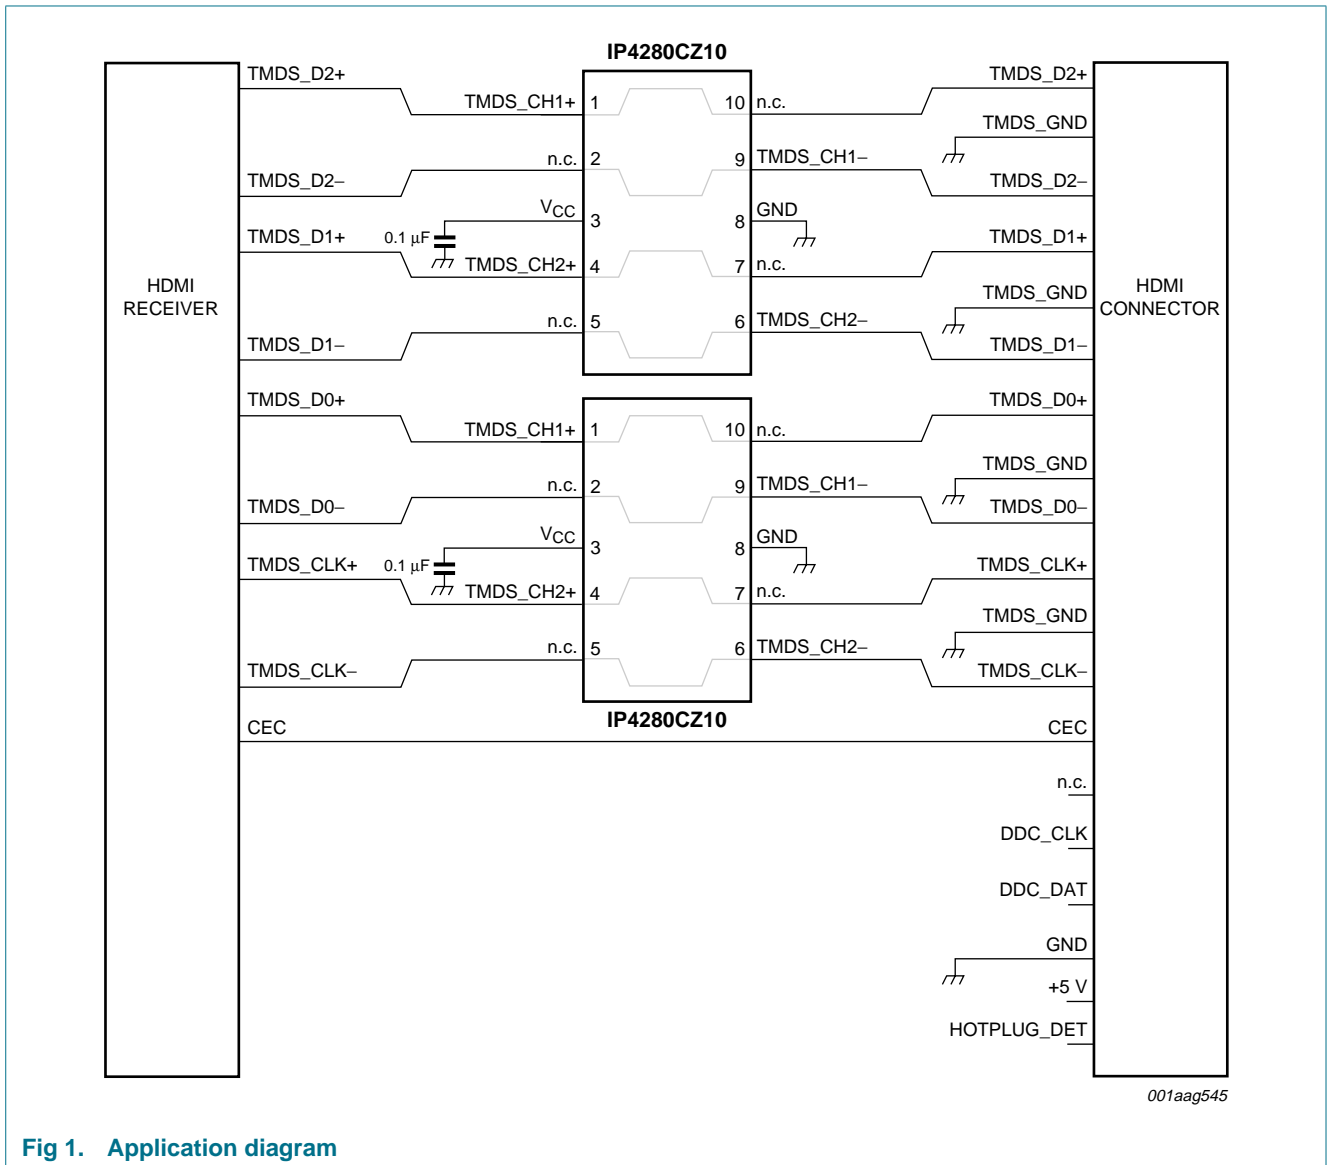 IP4280CZ10
TMDS_D2+
TMDS_CH1+ 1 10 n.c.
TMDS_D2+
TMDS_GND
n.c. 2 9 TMDS_CH1−
TMDS_D2−
TMDS_D2−
VCC 3 8 GND
TMDS_D1+
0.1 μF
TMDS_D1+
TMDS_CH2+ 4 7 n.c.
HDMI
RECEIVER
TMDS_GND
HDMI
CONNECTOR
n.c. 5 6 TMDS_CH2−
TMDS_D1−
TMDS_D1−
TMDS_D0+
TMDS_D0+
TMDS_CH1+ 1 10 n.c.
TMDS_GND
n.c. 2 9 TMDS_CH1−
TMDS_D0−
TMDS_D0−
VCC 3 8 GND
TMDS_CLK+
0.1 μF
TMDS_CLK+
TMDS_CH2+ 4 7 n.c.
TMDS_GND
n.c. 5 6 TMDS_CH2−
TMDS_CLK−
TMDS_CLK−
IP4280CZ10
CEC
CEC
n.c.
DDC_CLK
DDC_DAT
GND
+5 V
HOTPLUG_DET
001aag545
Fig 1. Application diagram